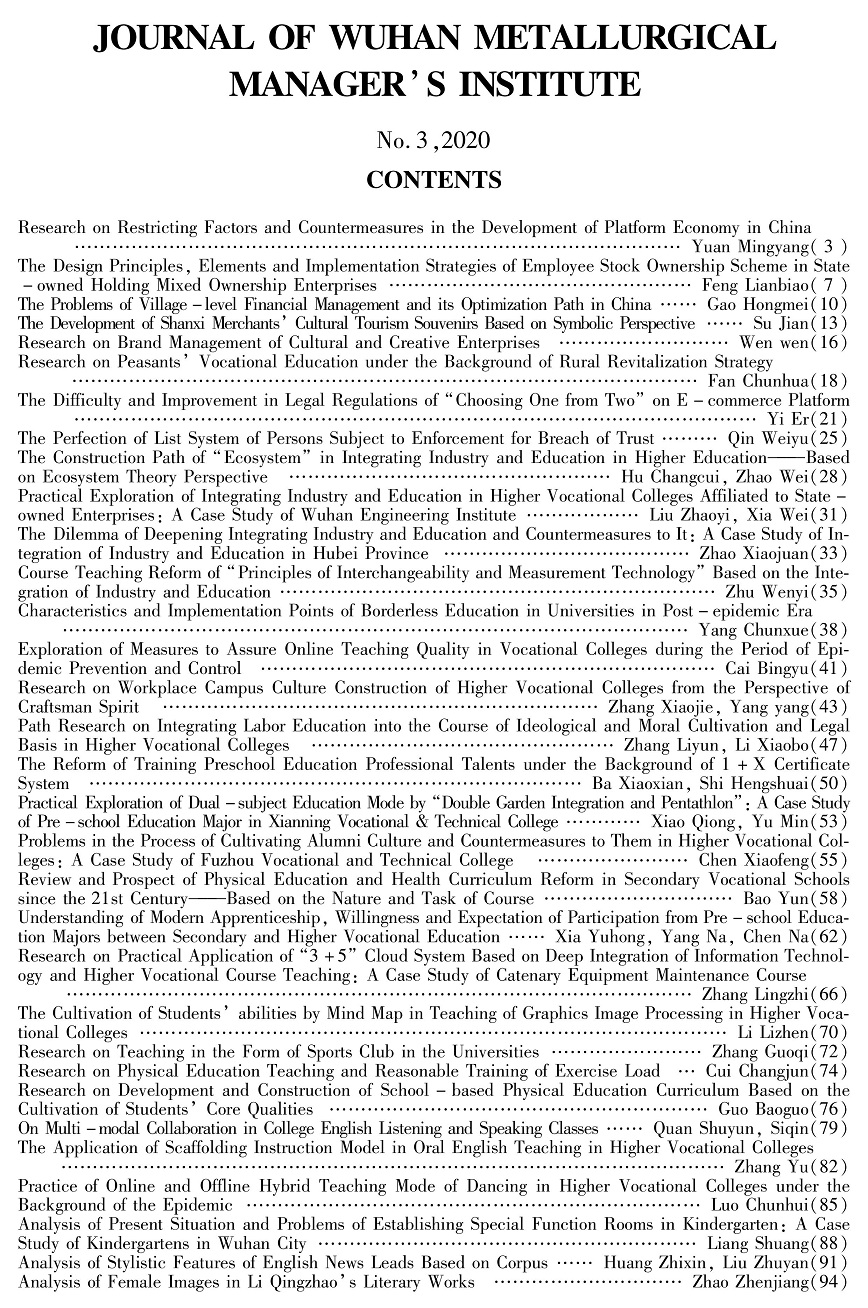 JOURNAL OF WUHAN METALLURGICAL
MANAGER'S INSTITUTE
No. 3,2020
CONTENTS
Research on Restricting Factors and Countermeasures in the Development of Platform Economy in China
…… Yuan Mingyang( 3 )
The Design Principles, Elements and Implementation Strategies of Employee Stock Ownership Scheme in State
-owned Holding Mixed Ownership Enterprises …… Feng Lianbiao( 7 )
The Problems of Village-level Financial Management and its Optimization Path in China …… Gao Hongmei(10)
The Development of Shanxi Merchants' Cultural Tourism Souvenirs Based on Symbolic Perspective …… Su Jian(13)
Research on Brand Management of Cultural and Creative Enterprises …… Wen wen(16)
Research on Peasants' Vocational Education under the Background of Rural Revitalization Strategy
…… Fan Chunhua(18)
The Difficulty and Improvement in Legal Regulations of "Choosing One from Two" on E-commerce Platform
…… Yi Er(21)
The Perfection of List System of Persons Subject to Enforcement for Breach of Trust …… Qin Weiyu(25)
The Construction Path of "Ecosystem" in Integrating Industry and Education in Higher Education——Based
on Ecosystem Theory Perspective …… Hu Changcui, Zhao Wei(28)
Practical Exploration of Integrating Industry and Education in Higher Vocational Colleges Affiliated to State-
owned Enterprises: A Case Study of Wuhan Engineering Institute …… Liu Zhaoyi, Xia Wei(31)
The Dilemma of Deepening Integrating Industry and Education and Countermeasures to It: A Case Study of In-
tegration of Industry and Education in Hubei Province …… Zhao Xiaojuan(33)
Course Teaching Reform of "Principles of Interchangeability and Measurement Technology" Based on the Inte-
gration of Industry and Education …… Zhu Wenyi(35)
Characteristics and Implementation Points of Borderless Education in Universities in Post-epidemic Era
…… Yang Chunxue(38)
Exploration of Measures to Assure Online Teaching Quality in Vocational Colleges during the Period of Epi-
demic Prevention and Control …… Cai Bingyu(41)
Research on Workplace Campus Culture Construction of Higher Vocational Colleges from the Perspective of
Craftsman Spirit …… Zhang Xiaojie, Yang yang(43)
Path Research on Integrating Labor Education into the Course of Ideological and Moral Cultivation and Legal
Basis in Higher Vocational Colleges …… Zhang Liyun, Li Xiaobo(47)
The Reform of Training Preschool Education Professional Talents under the Background of 1 + X Certificate
System …… Ba Xiaoxian, Shi Hengshuai(50)
Practical Exploration of Dual-subject Education Mode by "Double Garden Integration and Pentathlon": A Case Study
of Pre-school Education Major in Xianning Vocational & Technical College …… Xiao Qiong, Yu Min(53)
Problems in the Process of Cultivating Alumni Culture and Countermeasures to Them in Higher Vocational Col-
leges: A Case Study of Fuzhou Vocational and Technical College …… Chen Xiaofeng(55)
Review and Prospect of Physical Education and Health Curriculum Reform in Secondary Vocational Schools
since the 21st Century——Based on the Nature and Task of Course …… Bao Yun(58)
Understanding of Modern Apprenticeship, Willingness and Expectation of Participation from Pre-school Educa-
tion Majors between Secondary and Higher Vocational Education …… Xia Yuhong, Yang Na, Chen Na(62)
Research on Practical Application of "3+5" Cloud System Based on Deep Integration of Information Technol-
ogy and Higher Vocational Course Teaching: A Case Study of Catenary Equipment Maintenance Course
…… Zhang Lingzhi(66)
The Cultivation of Students' abilities by Mind Map in Teaching of Graphics Image Processing in Higher Voca-
tional Colleges …… Li Lizhen(70)
Research on Teaching in the Form of Sports Club in the Universities …… Zhang Guoqi(72)
Research on Physical Education Teaching and Reasonable Training of Exercise Load … Cui Changjun(74)
Research on Development and Construction of School-based Physical Education Curriculum Based on the
Cultivation of Students' Core Qualities …… Guo Baoguo(76)
On Multi-modal Collaboration in College English Listening and Speaking Classes …… Quan Shuyun, Siqin(79)
The Application of Scaffolding Instruction Model in Oral English Teaching in Higher Vocational Colleges
…… Zhang Yu(82)
Practice of Online and Offline Hybrid Teaching Mode of Dancing in Higher Vocational Colleges under the
Background of the Epidemic …… Luo Chunhui(85)
Analysis of Present Situation and Problems of Establishing Special Function Rooms in Kindergarten: A Case
Study of Kindergartens in Wuhan City …… Liang Shuang(88)
Analysis of Stylistic Features of English News Leads Based on Corpus …… Huang Zhixin, Liu Zhuyan(91)
Analysis of Female Images in Li Qingzhao's Literary Works …… Zhao Zhenjiang(94)